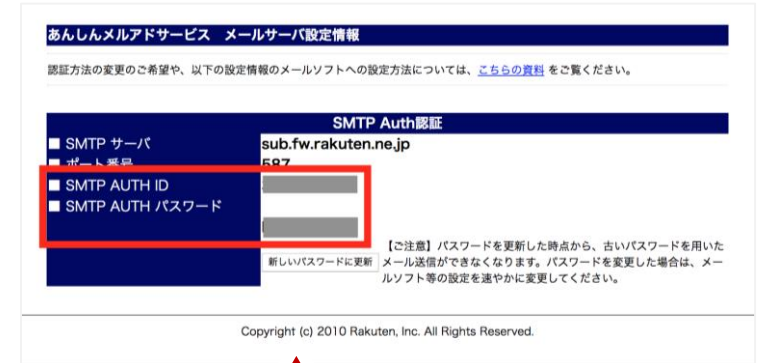 あんしんメルアドサービス　メールサーバ設定情報
認証方法の変更のご希望や、以下の設定情報のメールソフトへの設定方法については、こちらの資料 をご覧ください。
SMTP Auth認証
■ SMTP サーバ sub.fw.rakuten.ne.jp
■ ポート番号 587
■ SMTP AUTH ID
■ SMTP AUTH パスワード
新しいパスワードに更新
【ご注意】パスワードを更新した時点から、古いパスワードを用いた
メール送信ができなくなります。パスワードを変更した場合は、メー
ルソフト等の設定を速やかに変更してください。
Copyright (c) 2010 Rakuten, Inc. All Rights Reserved.